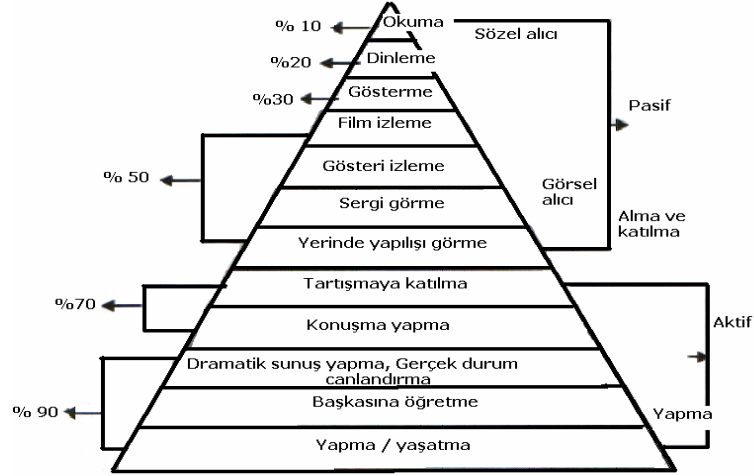 % 10
Okuma
Sözel alıcı
%20
Dinleme
%30
Gösterme
Pasif
Film izleme
% 50
Gösteri izleme
Görsel
alıcı
Sergi görme
Alma ve
katılma
Yerinde yapılışı görme
Tartışmaya katılma
%70
Konuşma yapma
Aktif
Dramatik sunuş yapma, Gerçek durum
canlandırma
Başkasına öğretme
% 90
Yapma
Yapma / yaşatma